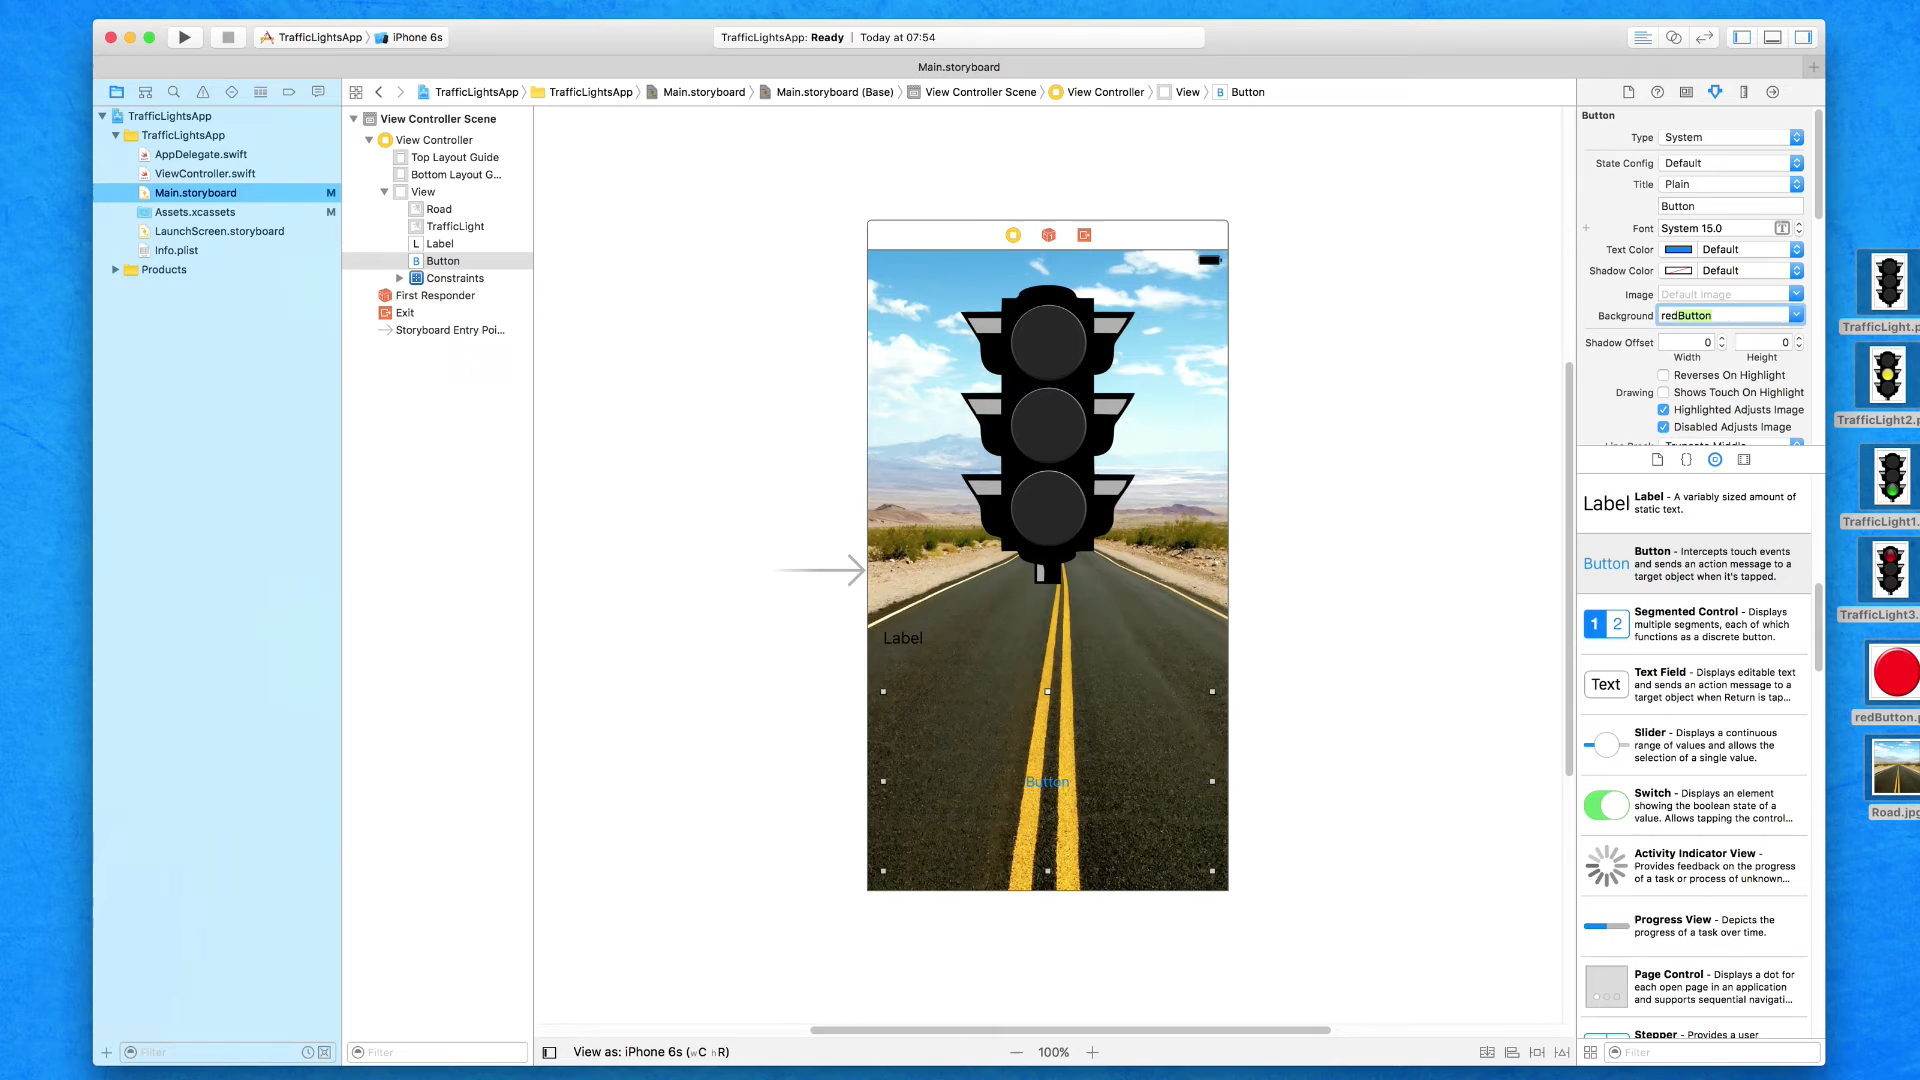 TrafficLightsApp
iPhone 6s
TrafficLightsApp: Ready | Today at 07:54
Main.storyboard
TrafficLightsApp
TrafficLightsApp
Main.storyboard
Main.storyboard (Base)
View Controller Scene
View Controller
View
B Button
TrafficLightsApp
TrafficLightsApp
AppDelegate.swift
ViewController.swift
Main.storyboard M
Assets.xcassets M
LaunchScreen.storyboard
Info.plist
Products
Filter
View Controller Scene
View Controller
Top Layout Guide
Bottom Layout G...
View
Road
TrafficLight
L Label
B Button
Constraints
First Responder
Exit
Storyboard Entry Poi...
Filter
Label
Button
View as: iPhone 6s (wC hR)
100%
Button
Type System
State Config Default
Title Plain
Button
Font System 15.0 T
Text Color Default
Shadow Color Default
Image Default Image
Background redButton
Shadow Offset 0 0
Width Height
Reverses On Highlight
Drawing Shows Touch On Highlight
Highlighted Adjusts Image
Disabled Adjusts Image
Line Break Truncate Middle
Label Label - A variably sized amount of
static text.
Button - Intercepts touch events
Button and sends an action message to a
target object when it's tapped.
Segmented Control - Displays
1 2 multiple segments, each of which
functions as a discrete button.
Text Field - Displays editable text
Text and sends an action message to a
target object when Return is tap...
Slider - Displays a continuous
range of values and allows the
selection of a single value.
Switch - Displays an element
showing the boolean state of a
value. Allows tapping the control...
Activity Indicator View -
Provides feedback on the progress
of a task or process of unknown...
Progress View - Depicts the
progress of a task over time.
Page Control - Displays a dot for
each open page in an application
and supports sequential navigati...
Stepper - Provides a user
Filter
TrafficLight.p
TrafficLight2.p
TrafficLight1.
TrafficLight3.
redButton.p
Road.jpg